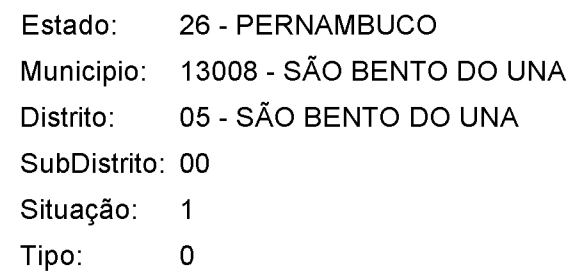 Estado: 26 - PERNAMBUCO
Municipio: 13008 - SÃO BENTO DO UNA
Distrito: 05 - SÃO BENTO DO UNA
SubDistrito: 00
Situação: 1
Tipo: 0